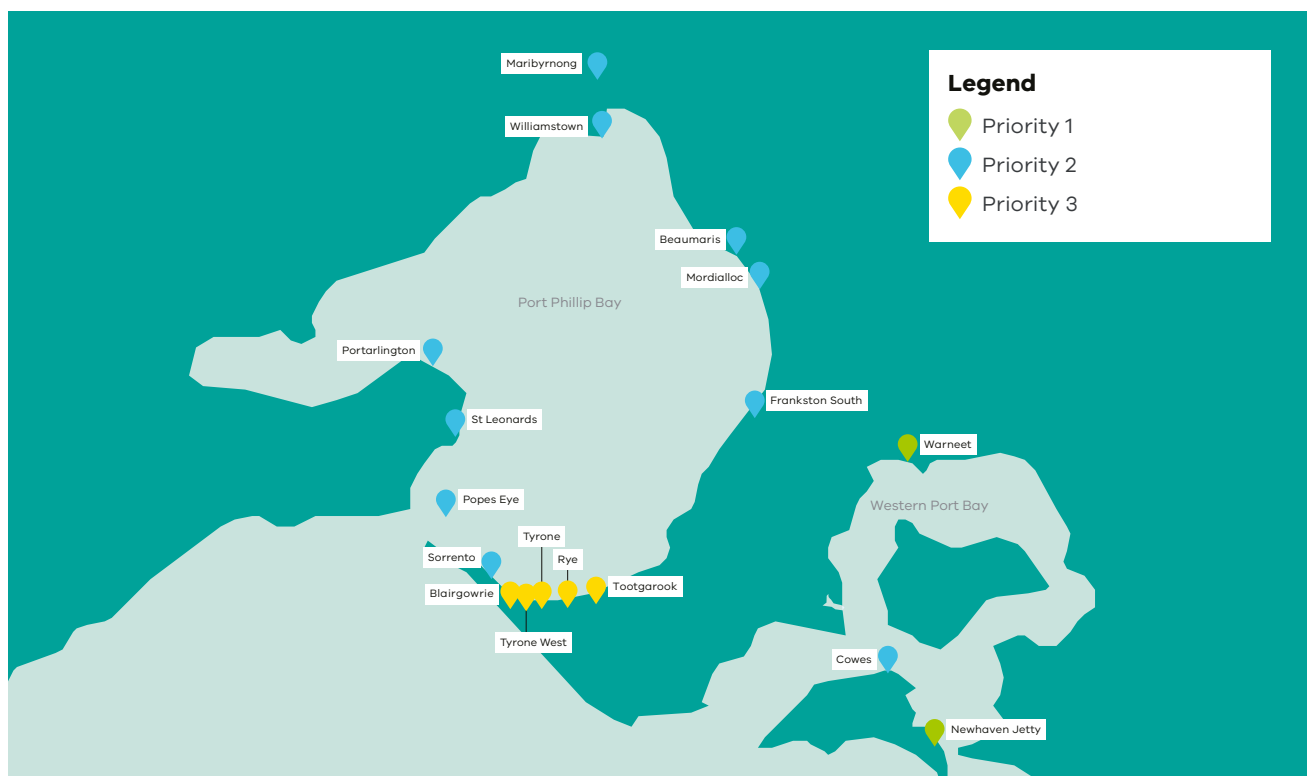 Maribyrnong
Legend
Priority 1
Williamstown
Priority 2
Priority 3
Beaumaris
Mordialloc
Port Phillip Bay
Portarlington
Frankston South
St Leonards
Warneet
Popes Eye
Western Port Bay
Tyrone
Sorrento
Rye
Tootgarook
Blairgowrie
Tyrone West
Cowes
Newhaven Jetty